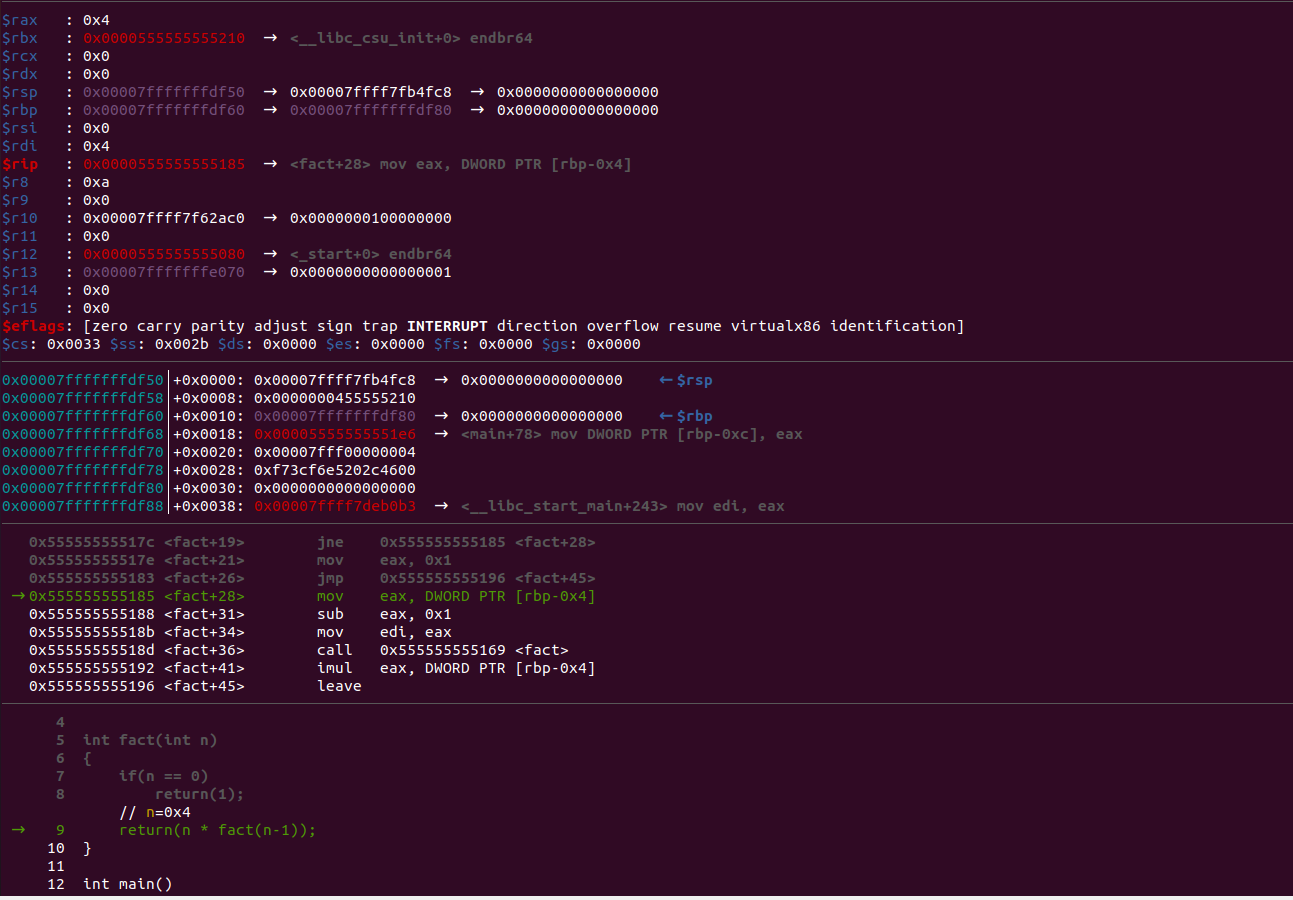 $rax   : 0x4
$rbx   : 0x0000555555555210  →  <__libc_csu_init+0> endbr64
$rcx   : 0x0
$rdx   : 0x0
$rsp   : 0x00007fffffffdf50  →  0x00007ffff7fb4fc8  →  0x0000000000000000
$rbp   : 0x00007fffffffdf60  →  0x00007fffffffdf80  →  0x0000000000000000
$rsi   : 0x0
$rdi   : 0x4
$rip   : 0x0000555555555185  →  <fact+28> mov eax, DWORD PTR [rbp-0x4]
$r8    : 0xa
$r9    : 0x0
$r10   : 0x00007ffff7f62ac0  →  0x0000000100000000
$r11   : 0x0
$r12   : 0x0000555555555080  →  <_start+0> endbr64
$r13   : 0x00007fffffffe070  →  0x0000000000000001
$r14   : 0x0
$r15   : 0x0
$eflags: [zero carry parity adjust sign trap INTERRUPT direction overflow resume virtualx86 identification]
$cs: 0x0033 $ss: 0x002b $ds: 0x0000 $es: 0x0000 $fs: 0x0000 $gs: 0x0000
0x00007fffffffdf50│+0x0000: 0x00007ffff7fb4fc8  →  0x0000000000000000    ← $rsp
0x00007fffffffdf58│+0x0008: 0x0000000455555210
0x00007fffffffdf60│+0x0010: 0x00007fffffffdf80  →  0x0000000000000000    ← $rbp
0x00007fffffffdf68│+0x0018: 0x00005555555551e6  →  <main+78> mov DWORD PTR [rbp-0xc], eax
0x00007fffffffdf70│+0x0020: 0x00007fff00000004
0x00007fffffffdf78│+0x0028: 0xf73cf6e5202c4600
0x00007fffffffdf80│+0x0030: 0x0000000000000000
0x00007fffffffdf88│+0x0038: 0x00007ffff7deb0b3  →  <__libc_start_main+243> mov edi, eax
0x55555555517c <fact+19>        jne    0x555555555185 <fact+28>
0x55555555517e <fact+21>        mov    eax, 0x1
0x555555555183 <fact+26>        jmp    0x555555555196 <fact+45>
→ 0x555555555185 <fact+28>        mov    eax, DWORD PTR [rbp-0x4]
0x555555555188 <fact+31>        sub    eax, 0x1
0x55555555518b <fact+34>        mov    edi, eax
0x55555555518d <fact+36>        call   0x555555555169 <fact>
0x555555555192 <fact+41>        imul   eax, DWORD PTR [rbp-0x4]
0x555555555196 <fact+45>        leave
4
5  int fact(int n)
6  {
7      if(n == 0)
8          return(1);
// n=0x4
→    9      return(n * fact(n-1));
10  }
11
12  int main()